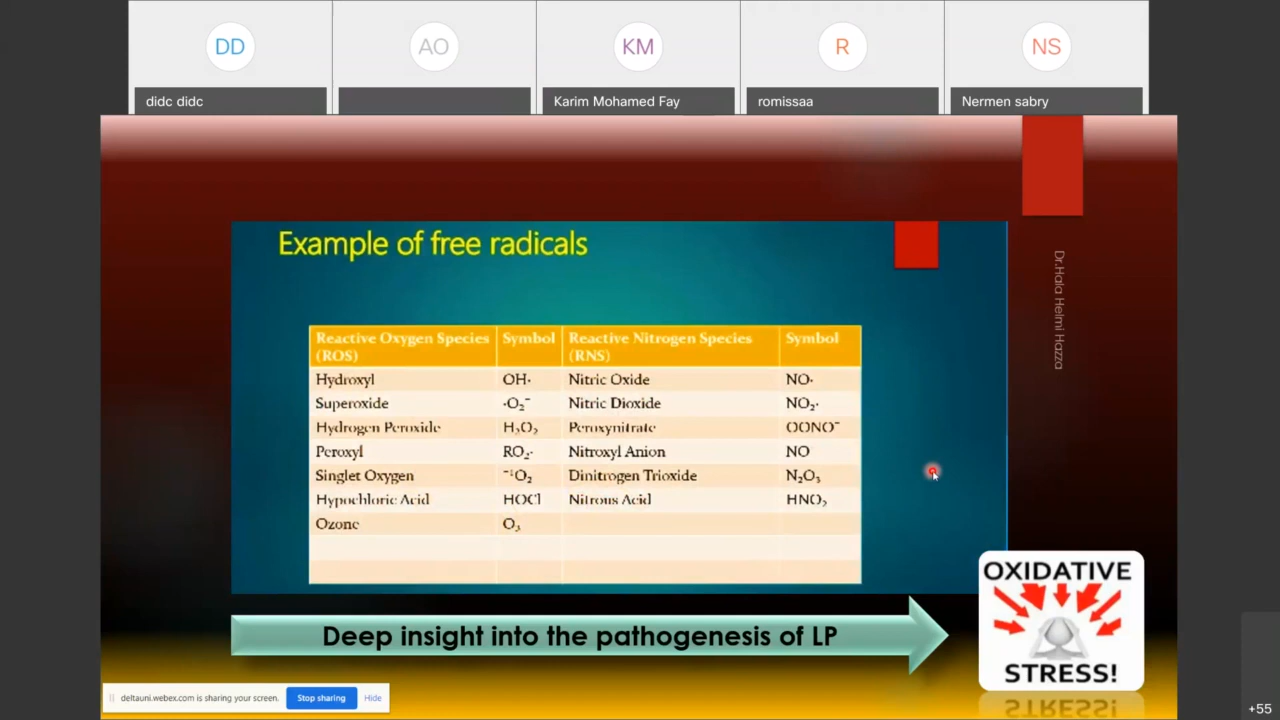 DD
AO
KM
R
NS
didc didc
Karim Mohamed Fay
romissaa
Nermen sabry
Dr.Hala Helmi Hazza
Example of free radicals
Reactive Oxygen Species (ROS) Symbol Reactive Nitrogen Species (RNS) Symbol
Hydroxyl OH· Nitric Oxide NO·
Superoxide ·O₂⁻ Nitric Dioxide NO₂·
Hydrogen Peroxide H₂O₂ Peroxynitrate OONO⁻
Peroxyl RO₂· Nitroxyl Anion NO
Singlet Oxygen ⁻¹O₂ Dinitrogen Trioxide N₂O₃
Hypochloric Acid HOCl Nitrous Acid HNO₂
Ozone O₃
OXIDATIVE
STRESS!
Deep insight into the pathogenesis of LP
deltauni.webex.com is sharing your screen. Stop sharing Hide
+55